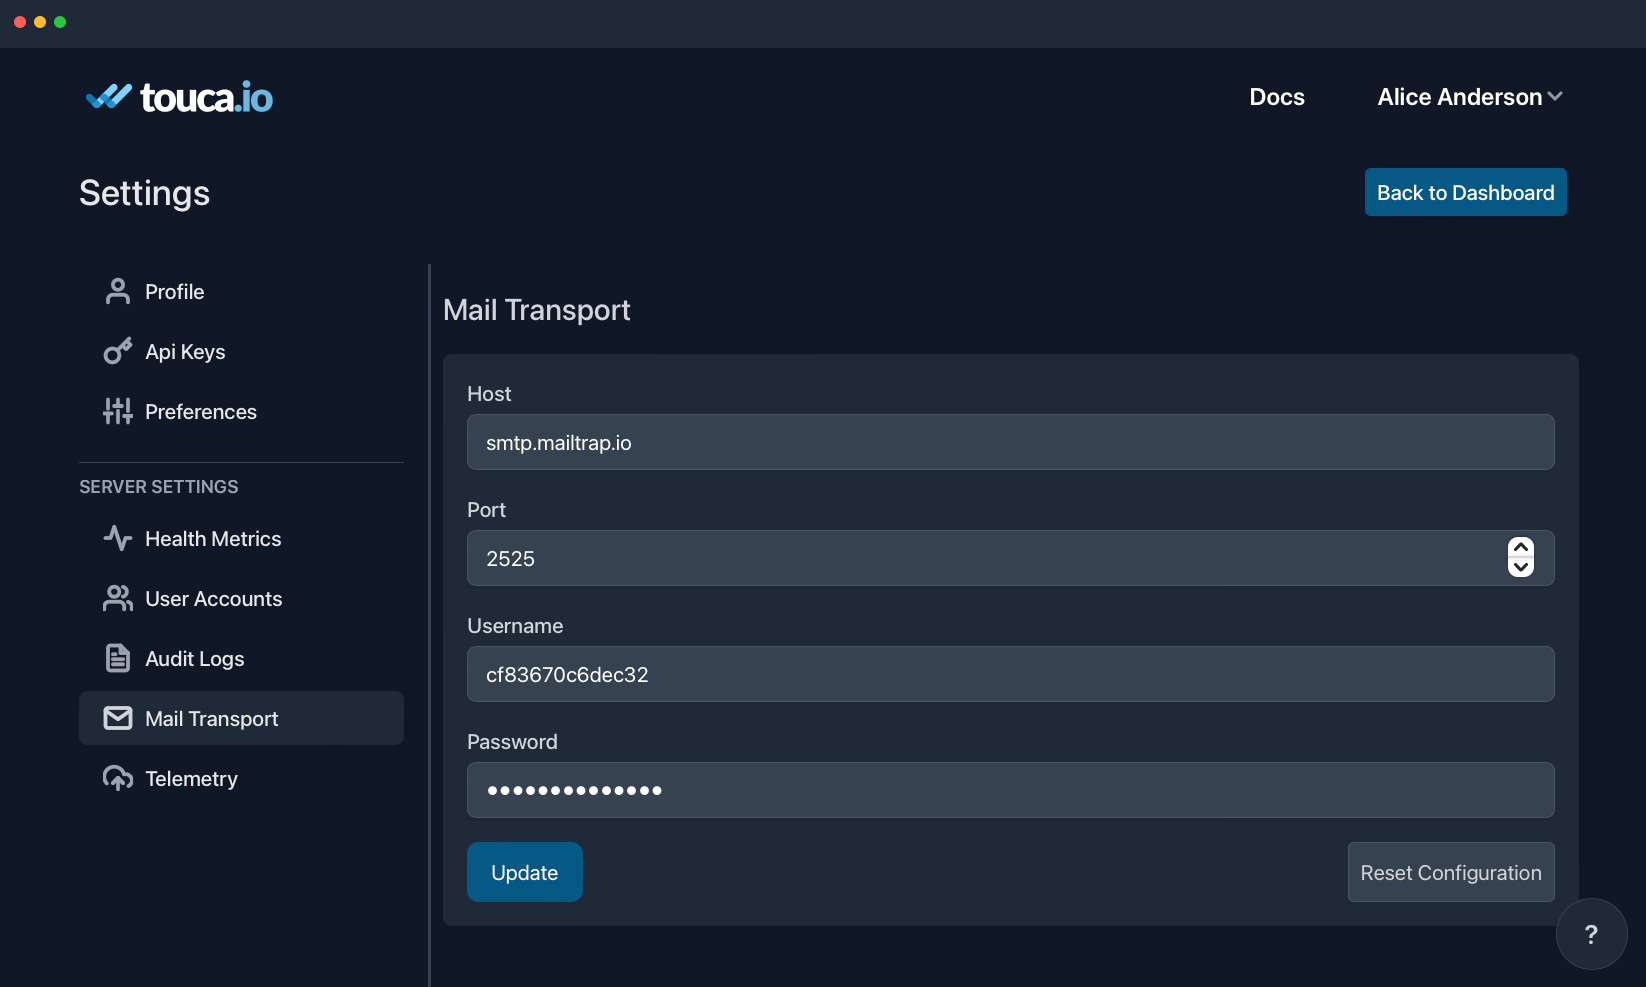 touca.io
Docs
Alice Anderson
Settings
Back to Dashboard
Profile
Api Keys
Preferences
SERVER SETTINGS
Health Metrics
User Accounts
Audit Logs
Mail Transport
Telemetry
Mail Transport
Host
smtp.mailtrap.io
Port
2525
Username
cf83670c6dec32
Password
●●●●●●●●●●●●●●
Update
Reset Configuration
?